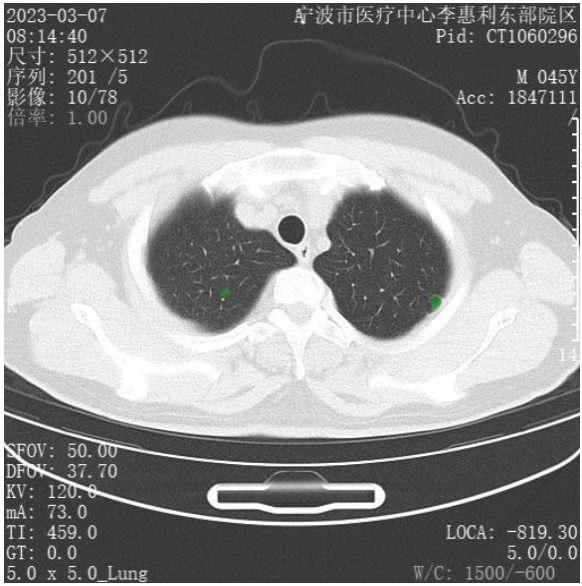 2023-03-07
08:14:40
尺寸: 512×512
序列: 201 /5
影像: 10/78
倍率: 1.00
宁波市医疗中心李惠利东部院区
Pid: CT1060296
M 045Y
Acc: 1847111
R
14
SFOV: 50.00
DFOV: 37.70
KV: 120.0
mA: 73.0
TI: 459.0
GT: 0.0
5.0 x 5.0_Lung
LOCA: -819.30
5.0/0.0
W/C: 1500/-600